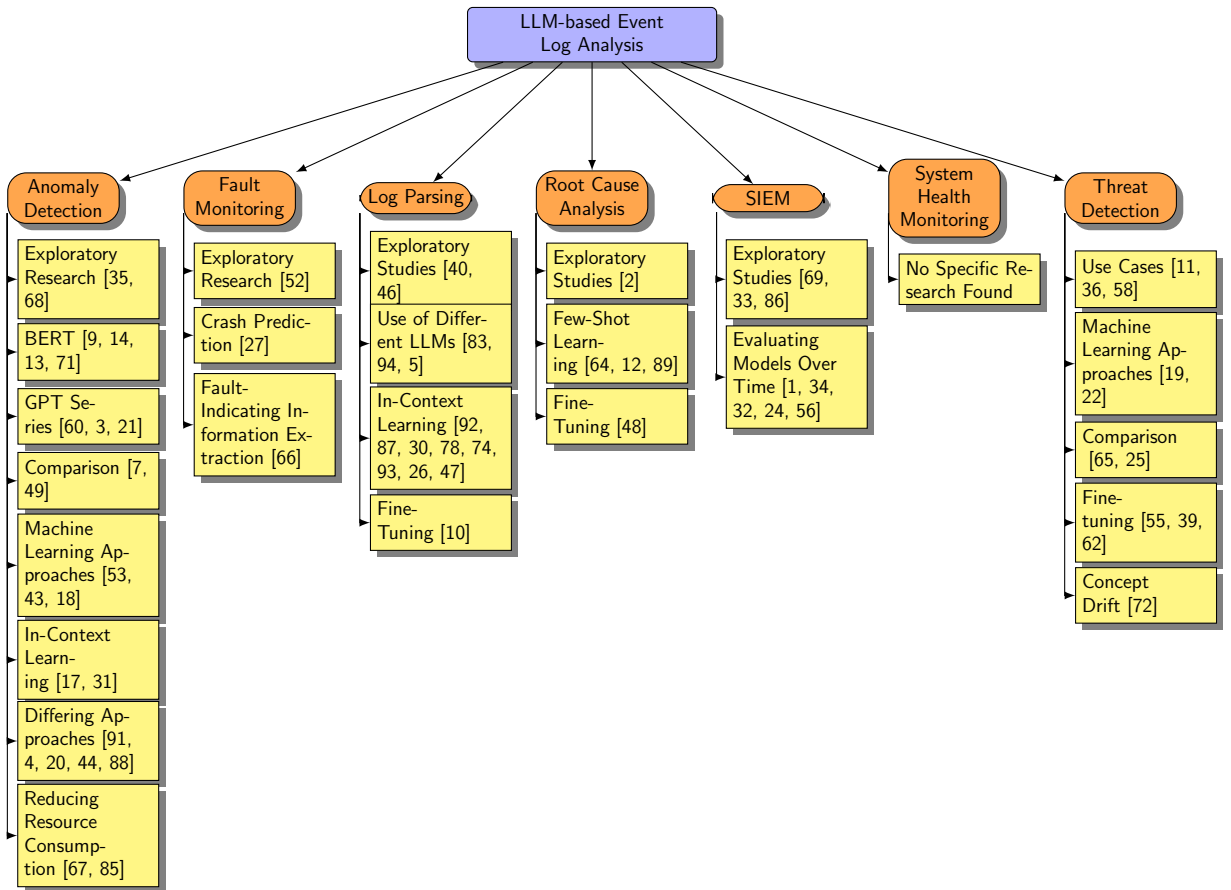 LLM-based Event
Log Analysis
Anomaly
Detection
Exploratory
Research [35,
68]
BERT [9, 14,
13, 71]
GPT Se-
ries [60, 3, 21]
Comparison [7,
49]
Machine
Learning Ap-
proaches [53,
43, 18]
In-Context
Learn-
ing [17, 31]
Differing Ap-
proaches [91,
4, 20, 44, 88]
Reducing
Resource
Consump-
tion [67, 85]
Fault
Monitoring
Exploratory
Research [52]
Crash Predic-
tion [27]
Fault-
Indicating In-
formation Ex-
traction [66]
Log Parsing
Exploratory
Studies [40,
46]
Use of Differ-
ent LLMs [83,
94, 5]
In-Context
Learning [92,
87, 30, 78, 74,
93, 26, 47]
Fine-
Tuning [10]
Root Cause
Analysis
Exploratory
Studies [2]
Few-Shot
Learn-
ing [64, 12, 89]
Fine-
Tuning [48]
SIEM
Exploratory
Studies [69,
33, 86]
Evaluating
Models Over
Time [1, 34,
32, 24, 56]
System
Health
Monitoring
No Specific Re-
search Found
Threat
Detection
Use Cases [11,
36, 58]
Machine
Learning Ap-
proaches [19,
22]
Comparison
[65, 25]
Fine-
tuning [55, 39,
62]
Concept
Drift [72]